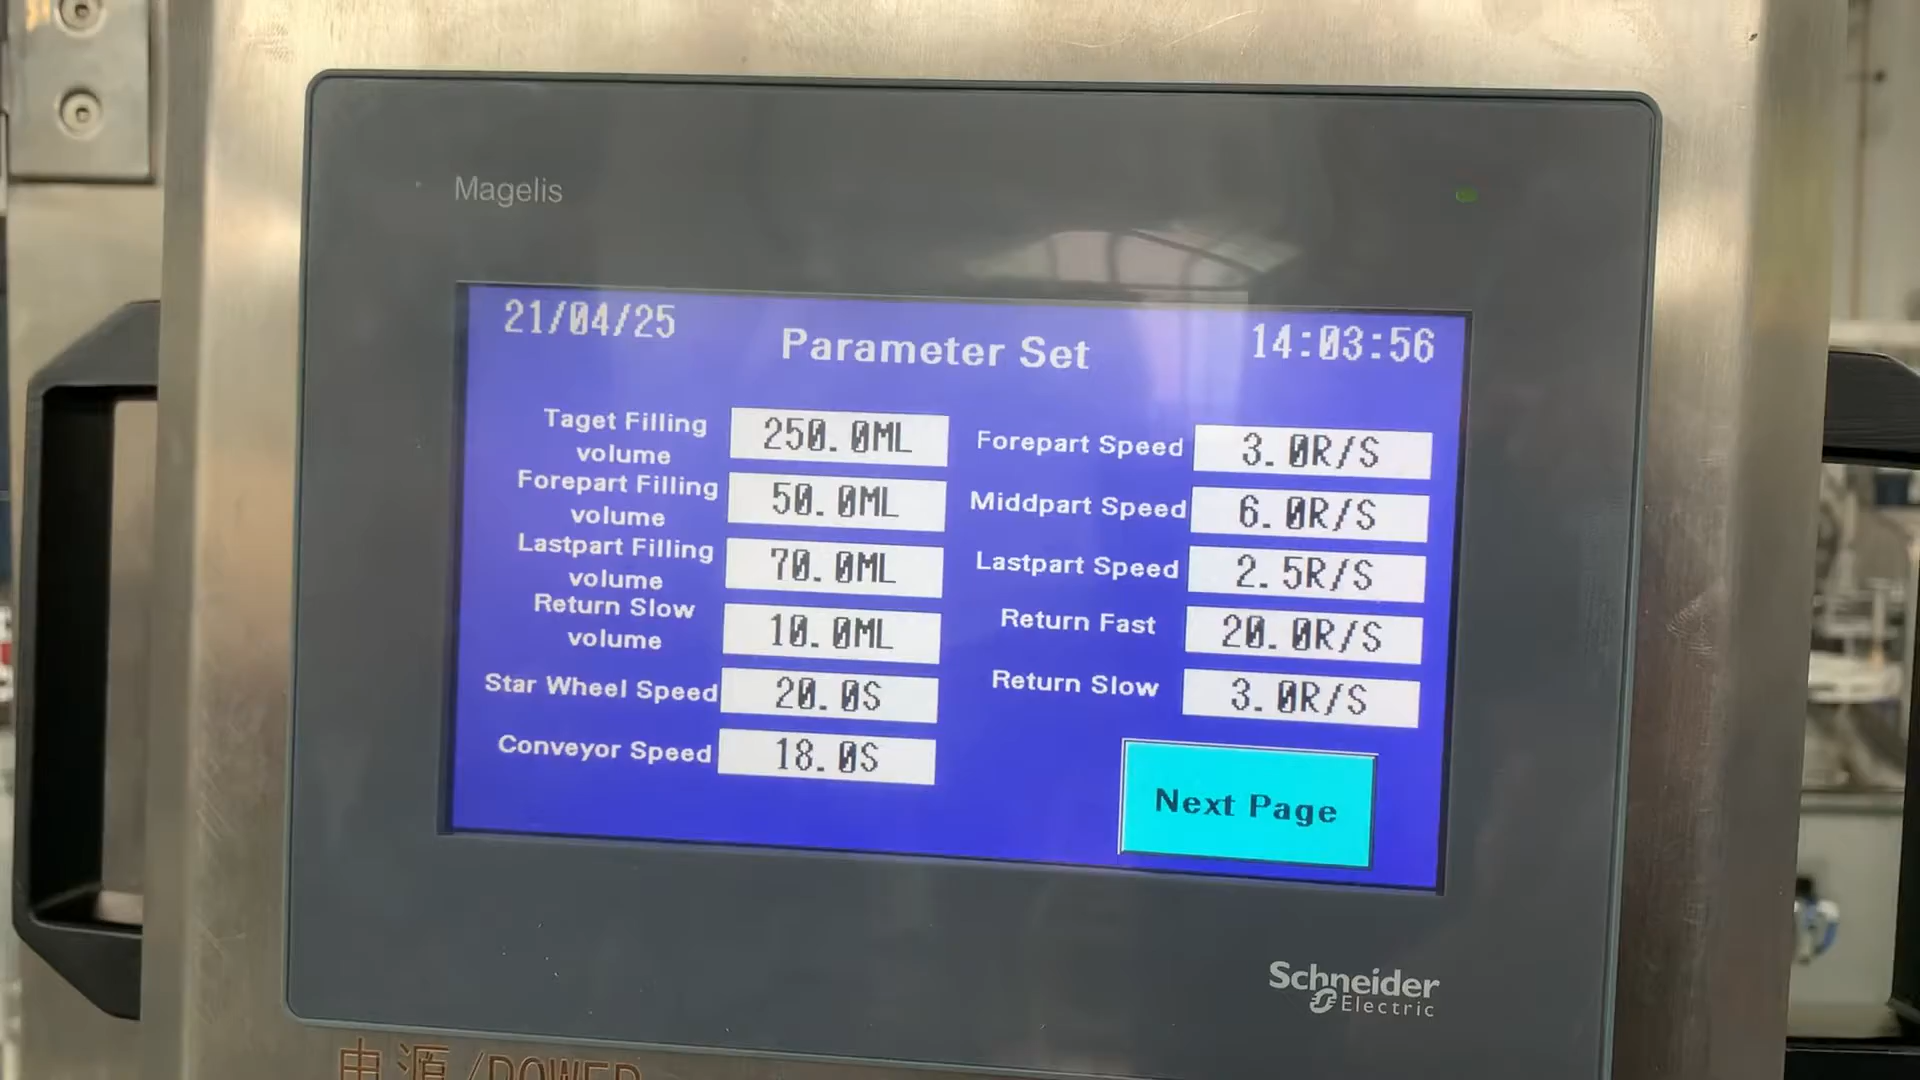 Magelis
21/04/25
Parameter Set
14:03:56
Taget Filling
volume
250.0ML
Forepart Speed
3.0R/S
Forepart Filling
volume
50.0ML
Middpart Speed
6.0R/S
Lastpart Filling
volume
70.0ML
Lastpart Speed
2.5R/S
Return Slow
volume
10.0ML
Return Fast
20.0R/S
Star Wheel Speed
20.0S
Return Slow
3.0R/S
Conveyor Speed
18.0S
Next Page
Schneider
Electric
电源/POWER